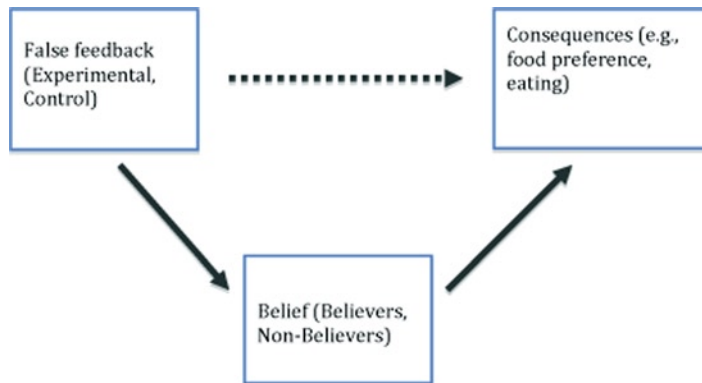 False feedback
(Experimental,
Control)
Consequences (e.g.,
food preference,
eating)
Belief (Believers,
Non-Believers)